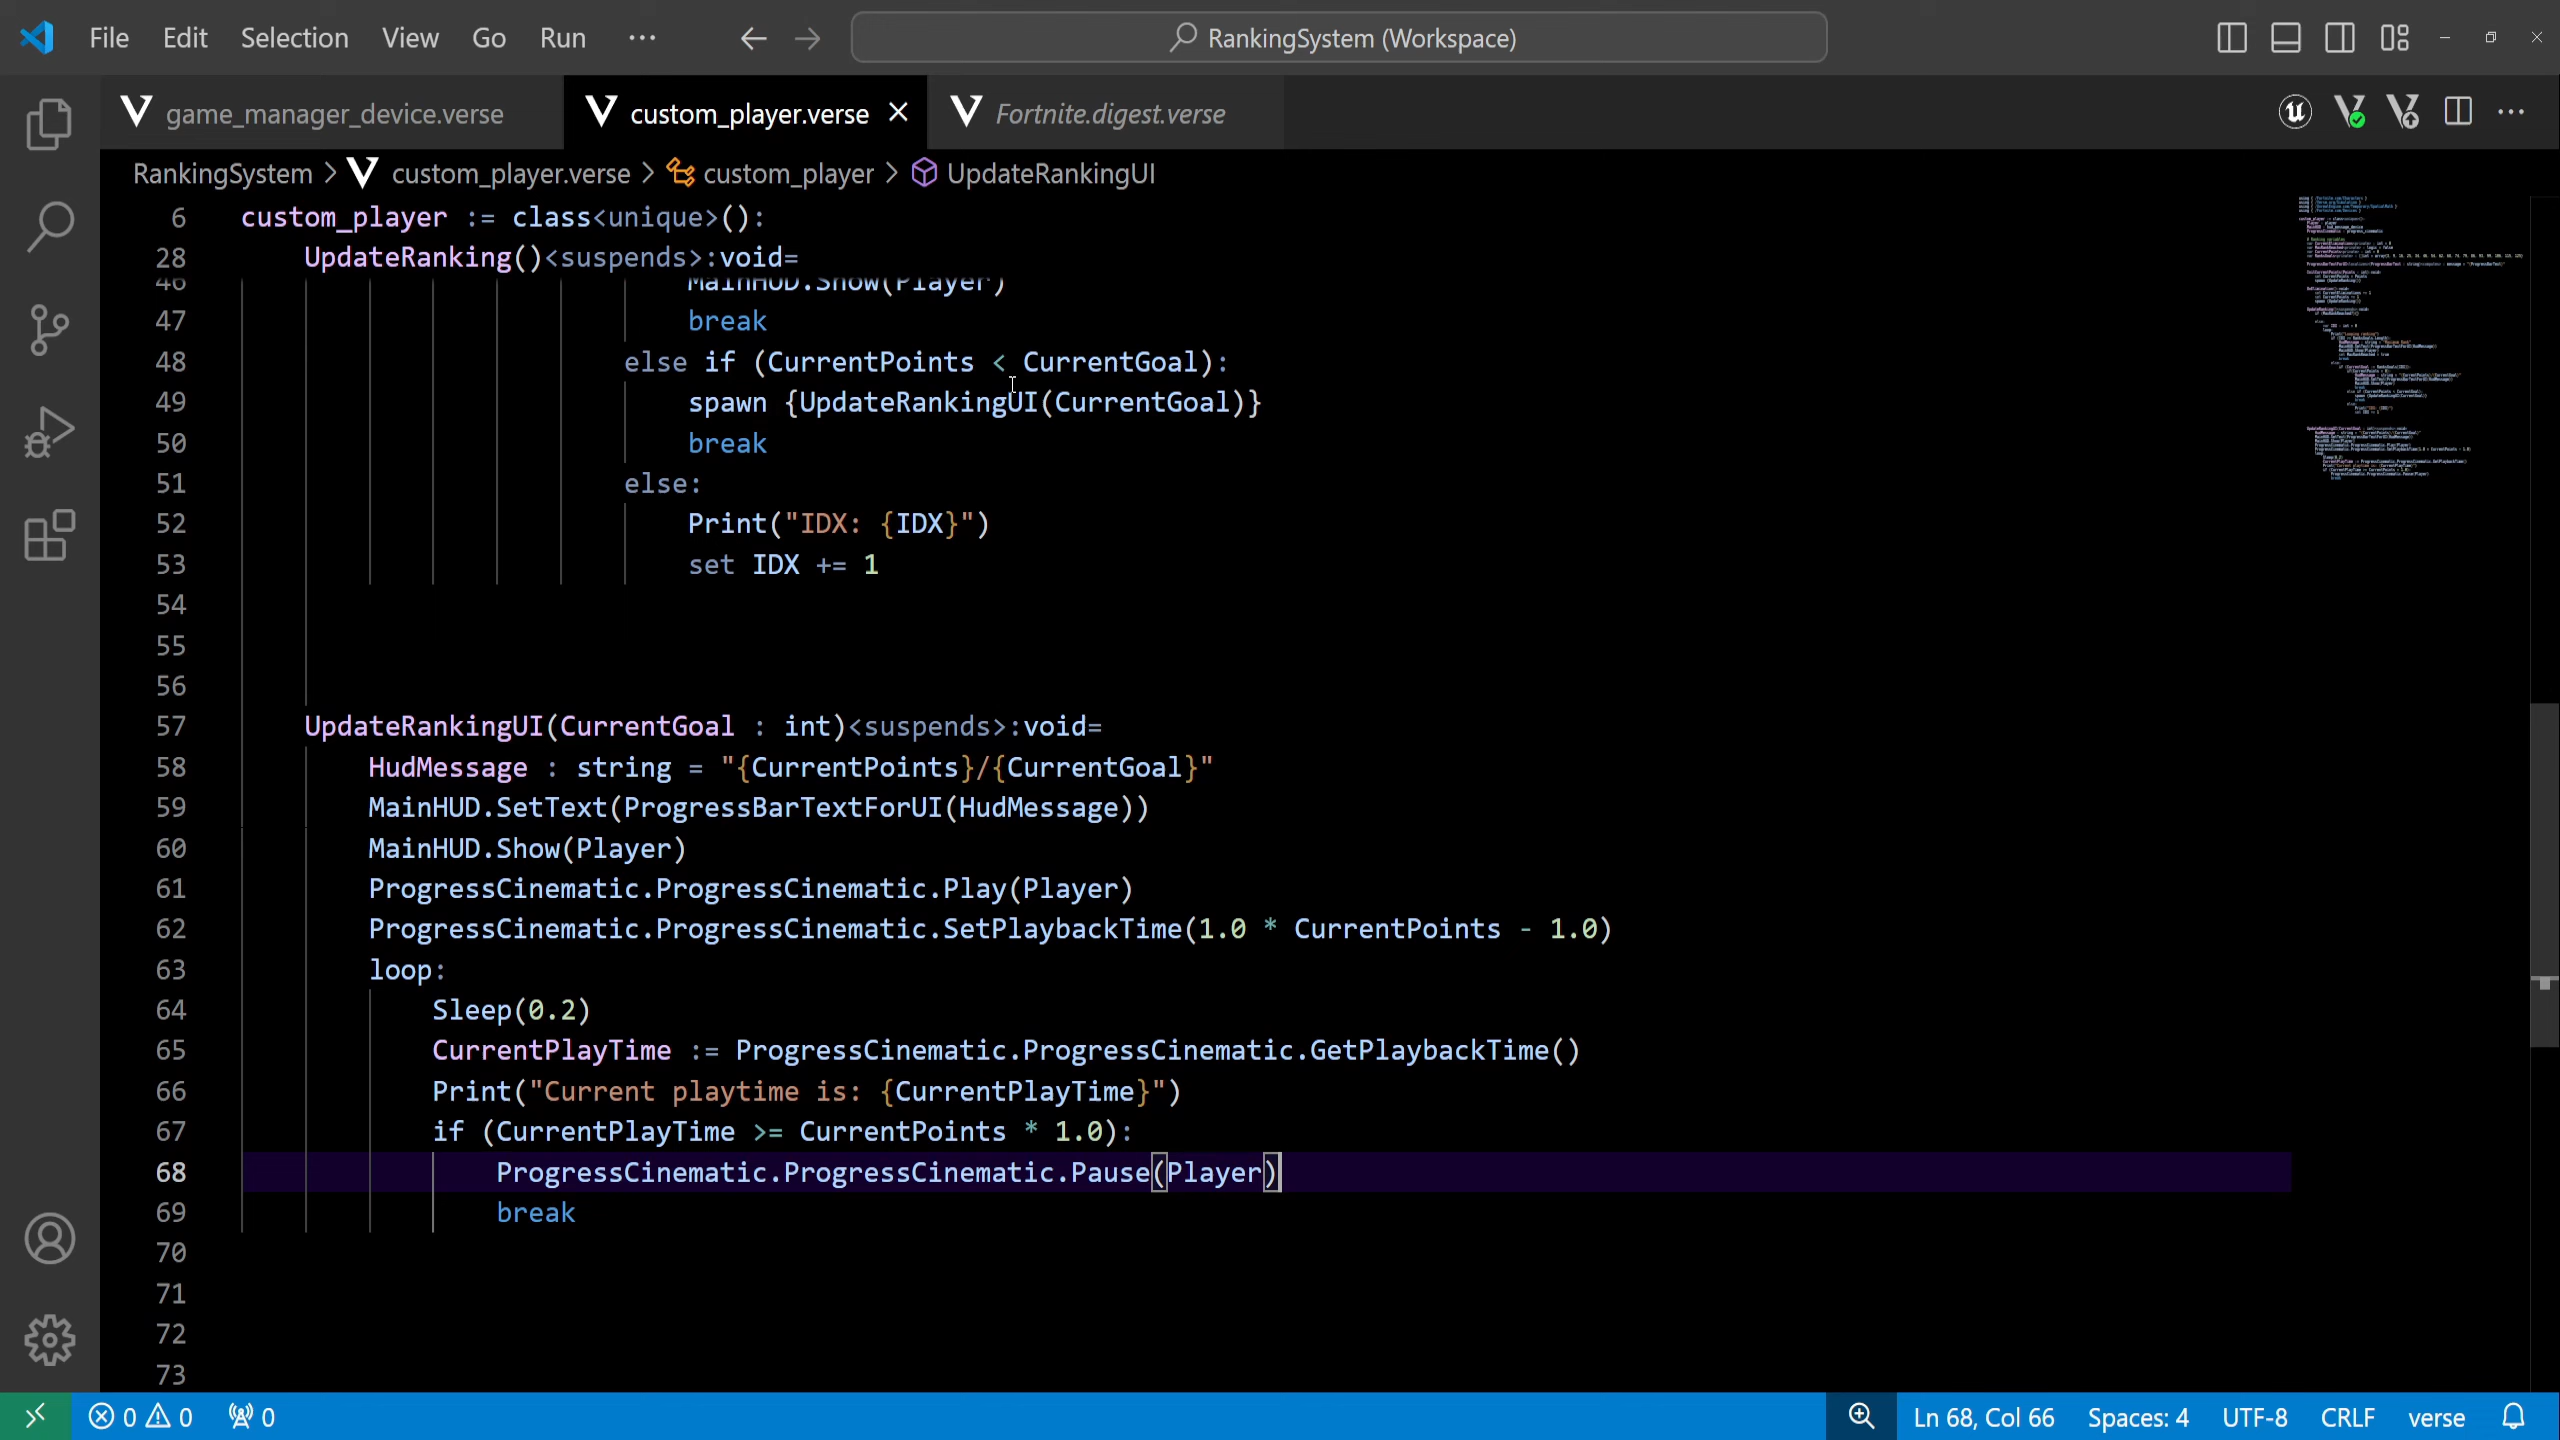 File Edit Selection View Go Run ...
RankingSystem (Workspace)
game_manager_device.verse
custom_player.verse
Fortnite.digest.verse
RankingSystem > custom_player.verse > custom_player > UpdateRankingUI
6 custom_player := class<unique>():
28 UpdateRanking()<suspends>:void=
46 MainHUD.Show(Player)
47 break
48 else if (CurrentPoints < CurrentGoal):
49 spawn {UpdateRankingUI(CurrentGoal)}
50 break
51 else:
52 Print("IDX: {IDX}")
53 set IDX += 1
54
55
56
57 UpdateRankingUI(CurrentGoal : int)<suspends>:void=
58 HudMessage : string = "{CurrentPoints}/{CurrentGoal}"
59 MainHUD.SetText(ProgressBarTextForUI(HudMessage))
60 MainHUD.Show(Player)
61 ProgressCinematic.ProgressCinematic.Play(Player)
62 ProgressCinematic.ProgressCinematic.SetPlaybackTime(1.0 * CurrentPoints - 1.0)
63 loop:
64 Sleep(0.2)
65 CurrentPlayTime := ProgressCinematic.ProgressCinematic.GetPlaybackTime()
66 Print("Current playtime is: {CurrentPlayTime}")
67 if (CurrentPlayTime >= CurrentPoints * 1.0):
68 ProgressCinematic.ProgressCinematic.Pause(Player)
69 break
70
71
72
73
0 0 0
Ln 68, Col 66 Spaces: 4 UTF-8 CRLF verse